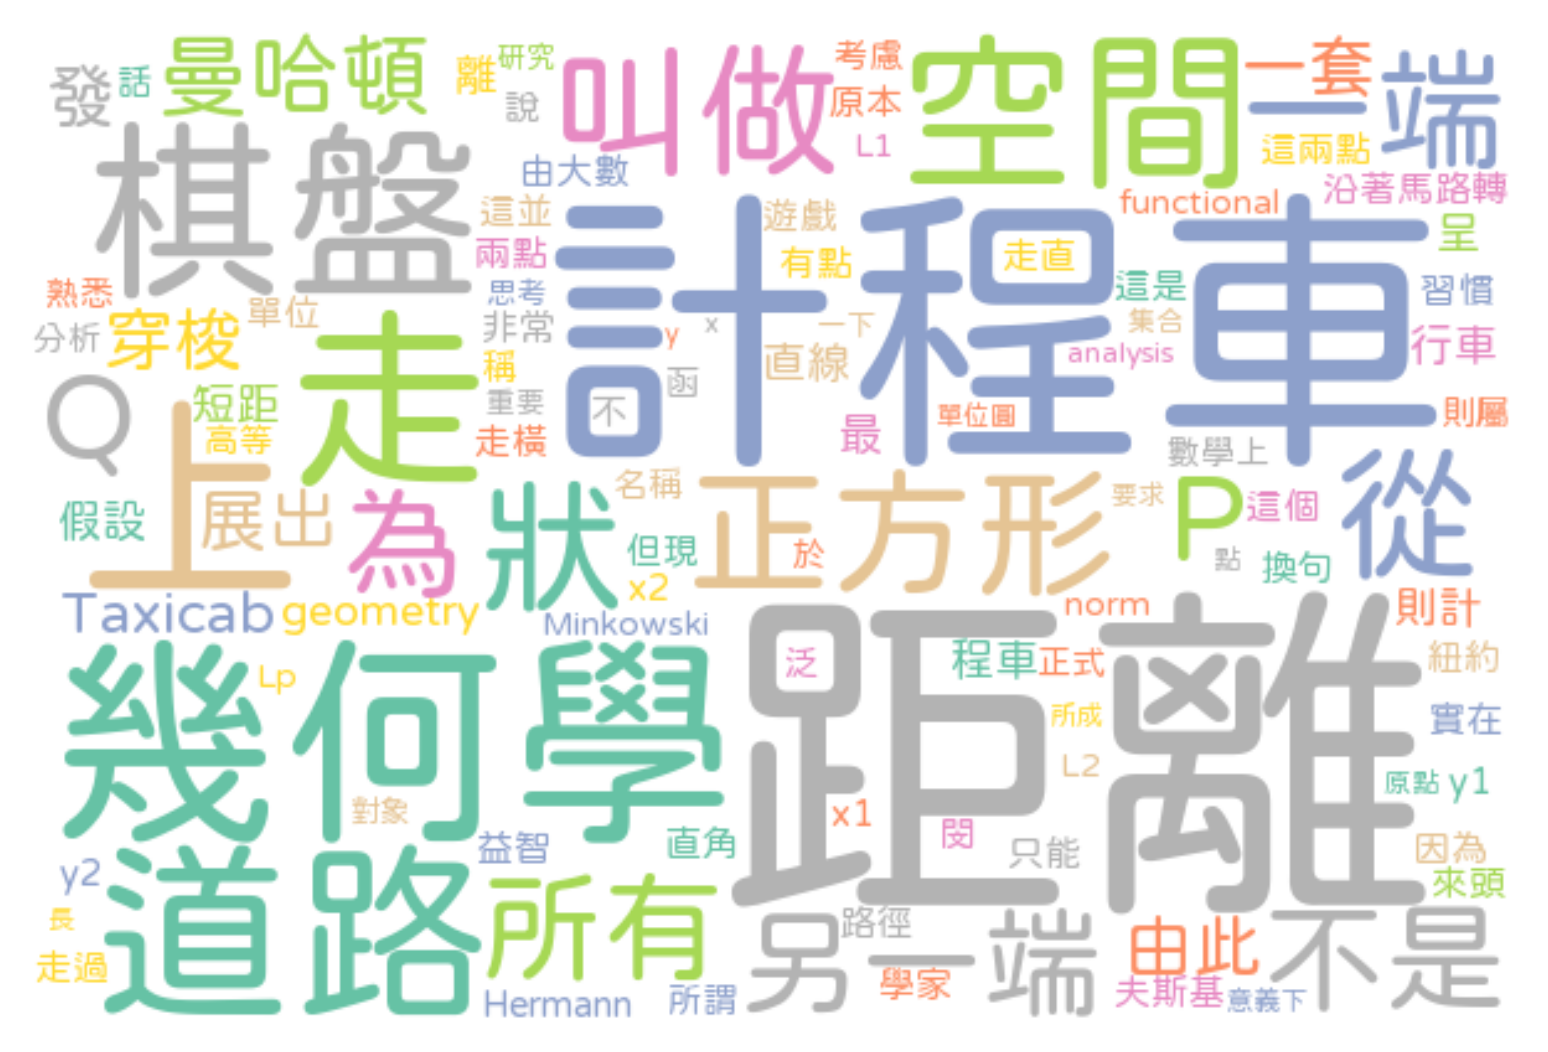 發
話
曼哈頓
離
研究
說
叫做
考慮
原本
L1
空間
一套
一端
這兩點
沿著馬路轉
棋盤
由大數
這並
兩點
計程車
遊戲
有點
走直
functional
這是
呈
習慣
熟悉
分析
穿梭
單位
思考
非常
稱
重要
走橫
y
x
一下
直線
函
不
集合
analysis
行車
則屬
Q
短距
高等
走
最
單位圓
數學上
上
假設
展出
為
狀
名稱
但現
正方形
於
要求
P
這個
點
換句
從
x2
Taxicab
geometry
Minkowski
norm
則計
幾何學
Lp
對象
益智
直角
距離
泛
程車
正式
紐約
所成
實在
L2
x1
原點
y1
閔
只能
因為
來頭
y2
長
走過
道路
所有
Hermann
所謂
另一端
路徑
學家
由此
夫斯基
意義下
不是